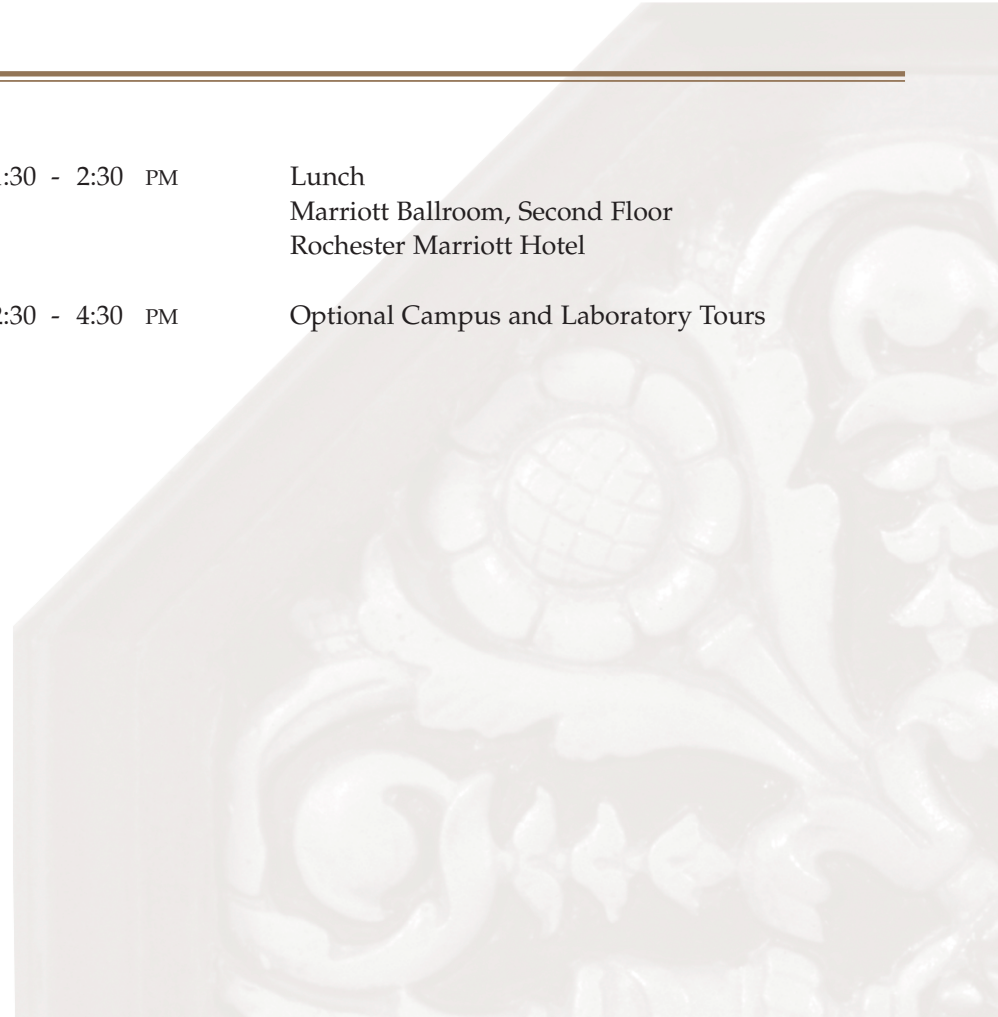 :30 - 2:30 PM Lunch
Marriott Ballroom, Second Floor
Rochester Marriott Hotel
:30 - 4:30 PM Optional Campus and Laboratory Tours